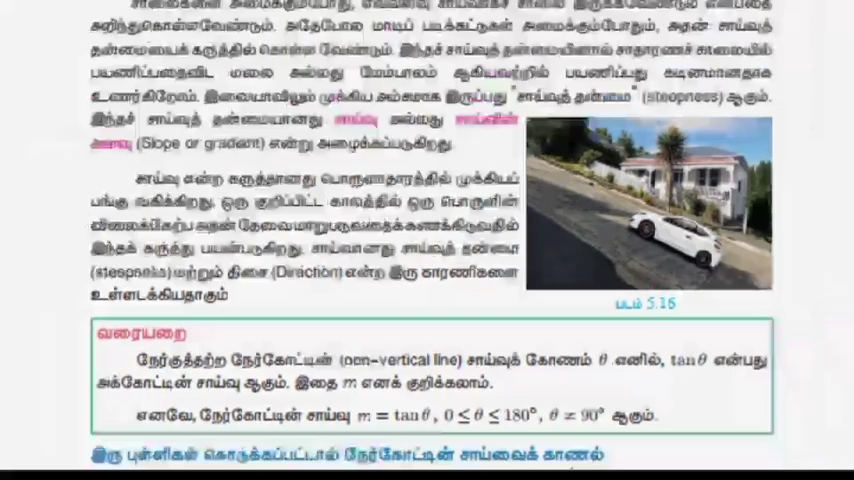 சாலைகளை அமைக்கும்போது, எவ்வளவு சாய்வாகச் சாலை இருக்கவேண்டும் என்பதை
அறிந்துகொள்ளவேண்டும். அதேபோல மாடிப் படிக்கட்டுகள் அமைக்கும்போதும், அதன் சாய்வுத்
தன்மையைக் கருத்தில் கொள்ள வேண்டும். இந்தச் சாய்வுத் தன்மையினால் சாதாரணச் சாலையில்
பயணிப்பதைவிட மலை அல்லது மேம்பாலம் ஆகியவற்றில் பயணிப்பது கடினமானதாக
உணர்கிறோம். இவையாவிலும் முக்கிய அம்சமாக இருப்பது "சாய்வுத் தன்மை" (steepness) ஆகும்.
இந்தச் சாய்வுத் தன்மையானது சாய்வு அல்லது சாய்வின்
அளவு (Slope or gradient) என்று அழைக்கப்படுகிறது.
சாய்வு என்ற கருத்தானது பொருளாதாரத்தில் முக்கியப்
பங்கு வகிக்கிறது. ஒரு குறிப்பிட்ட காலத்தில் ஒரு பொருளின்
விலைக்கேற்ப அதன் தேவைமாறுபடுவதைக் கணக்கிடுவதில்
இந்தக் கருத்து பயன்படுகிறது. சாய்வானது சாய்வுத் தன்மை
(steepness) மற்றும் திசை (Direction) என்ற இரு காரணிகளை
உள்ளடக்கியதாகும்
படம் 5.16
வரையறை
நேர்குத்தற்ற நேர்கோட்டின் (non-vertical line) சாய்வுக் கோணம் θ எனில், tan θ என்பது
அக்கோட்டின் சாய்வு ஆகும். இதை m எனக் குறிக்கலாம்.
எனவே, நேர்கோட்டின் சாய்வு m = tan θ, 0 ≤ θ ≤ 180°, θ ≠ 90° ஆகும்.
இரு புள்ளிகள் கொடுக்கப்பட்டால் நேர்கோட்டின் சாய்வைக் காணல்